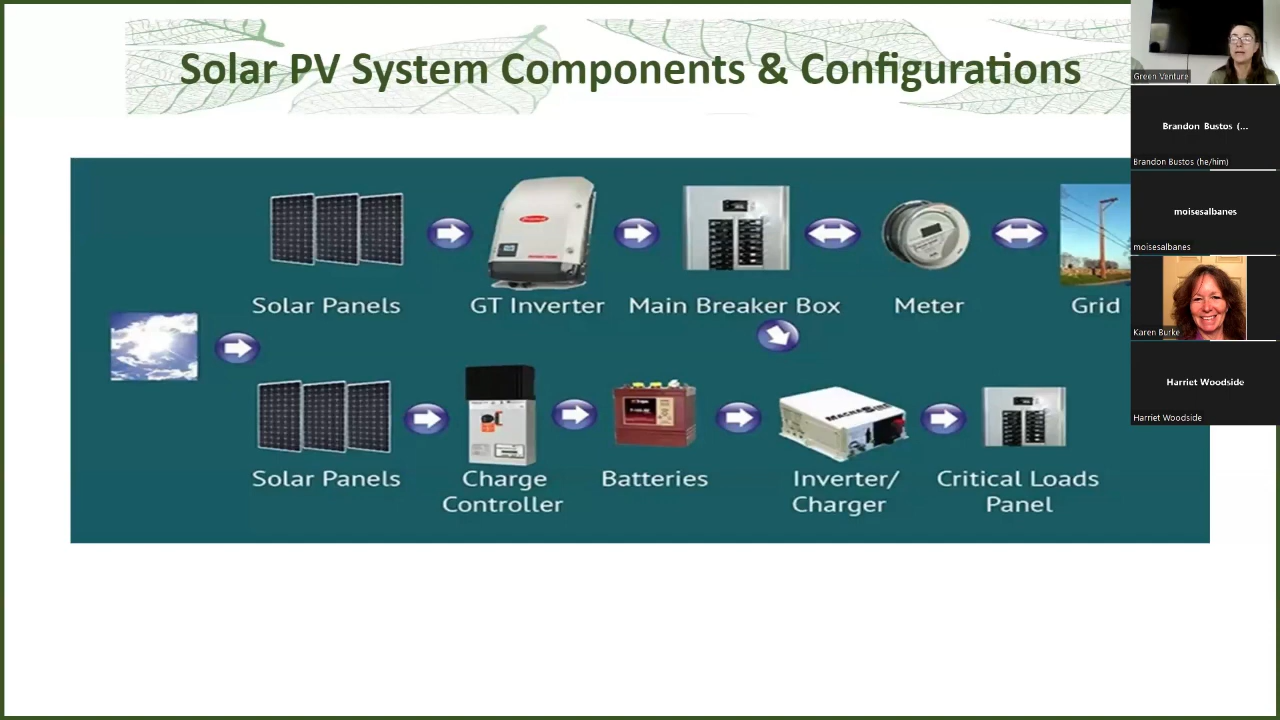 Solar PV System Components & Configurations
Solar Panels
GT Inverter
Main Breaker Box
Meter
Grid
Solar Panels
Charge
Controller
Batteries
Inverter/
Charger
Critical Loads
Panel
Green Venture
Brandon Bustos (...
Brandon Bustos (he/him)
moisesalbanes
moisesalbanes
Karen Burke
Harriet Woodside
Harriet Woodside